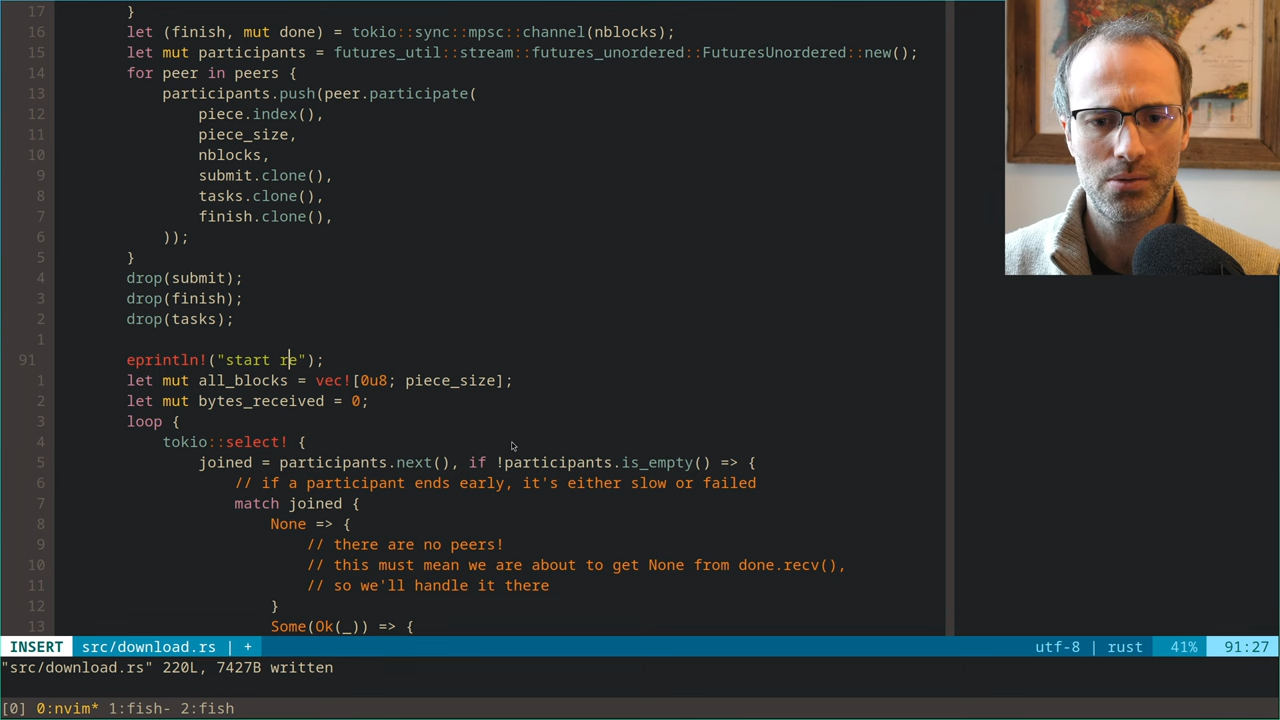 17 }
16 let (finish, mut done) = tokio::sync::mpsc::channel(nblocks);
15 let mut participants = futures_util::stream::futures_unordered::FuturesUnordered::new();
14 for peer in peers {
13 participants.push(peer.participate(
12 piece.index(),
11 piece_size,
10 nblocks,
9 submit.clone(),
8 tasks.clone(),
7 finish.clone(),
6 ));
5 }
4 drop(submit);
3 drop(finish);
2 drop(tasks);
1
91 eprintln!("start re");
1 let mut all_blocks = vec![0u8; piece_size];
2 let mut bytes_received = 0;
3 loop {
4 tokio::select! {
5 joined = participants.next(), if !participants.is_empty() => {
6 // if a participant ends early, it's either slow or failed
7 match joined {
8 None => {
9 // there are no peers!
10 // this must mean we are about to get None from done.recv(),
11 // so we'll handle it there
12 }
13 Some(Ok(_)) => {
INSERT src/download.rs | + utf-8 | rust 41% 91:27
"src/download.rs" 220L, 7427B written
[0] 0:nvim* 1:fish- 2:fish